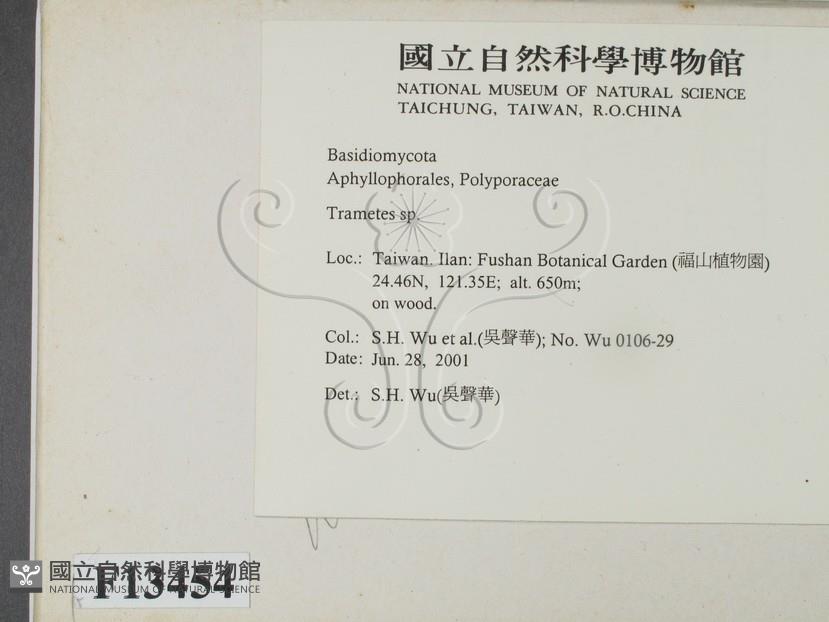 國立自然科學博物館
NATIONAL MUSEUM OF NATURAL SCIENCE
TAICHUNG, TAIWAN, R.O.CHINA
Basidiomycota
Aphyllophorales, Polyporaceae
Trametes sp.
Loc.: Taiwan. Ilan: Fushan Botanical Garden (福山植物園)
24.46N, 121.35E; alt. 650m;
on wood.
Col.: S.H. Wu et al.(吳聲華); No. Wu 0106-29
Date: Jun. 28, 2001
Det.: S.H. Wu(吳聲華)
F13454
國立自然科學博物館
NATIONAL MUSEUM OF NATURAL SCIENCE